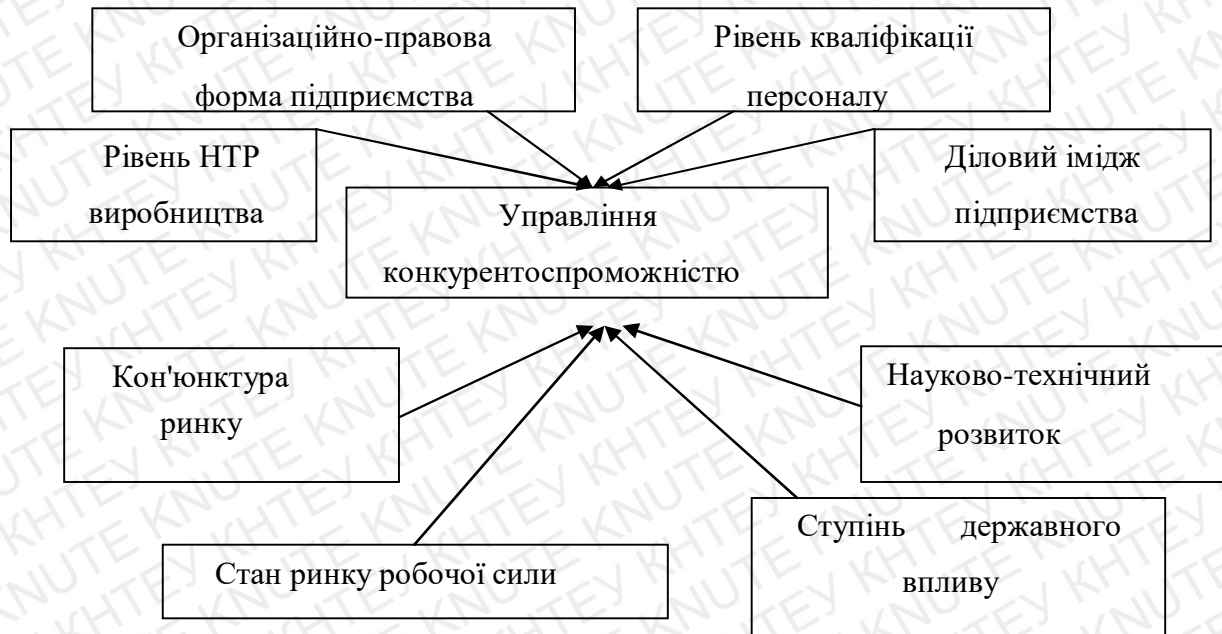 Організаційно-правова
форма підприємства
Рівень кваліфікації
персоналу
Рівень НТР
виробництва
Діловий імідж
підприємства
Управління
конкурентоспроможністю
Кон'юнктура
ринку
Науково-технічний
розвиток
Стан ринку робочої сили
Ступінь державного
впливу